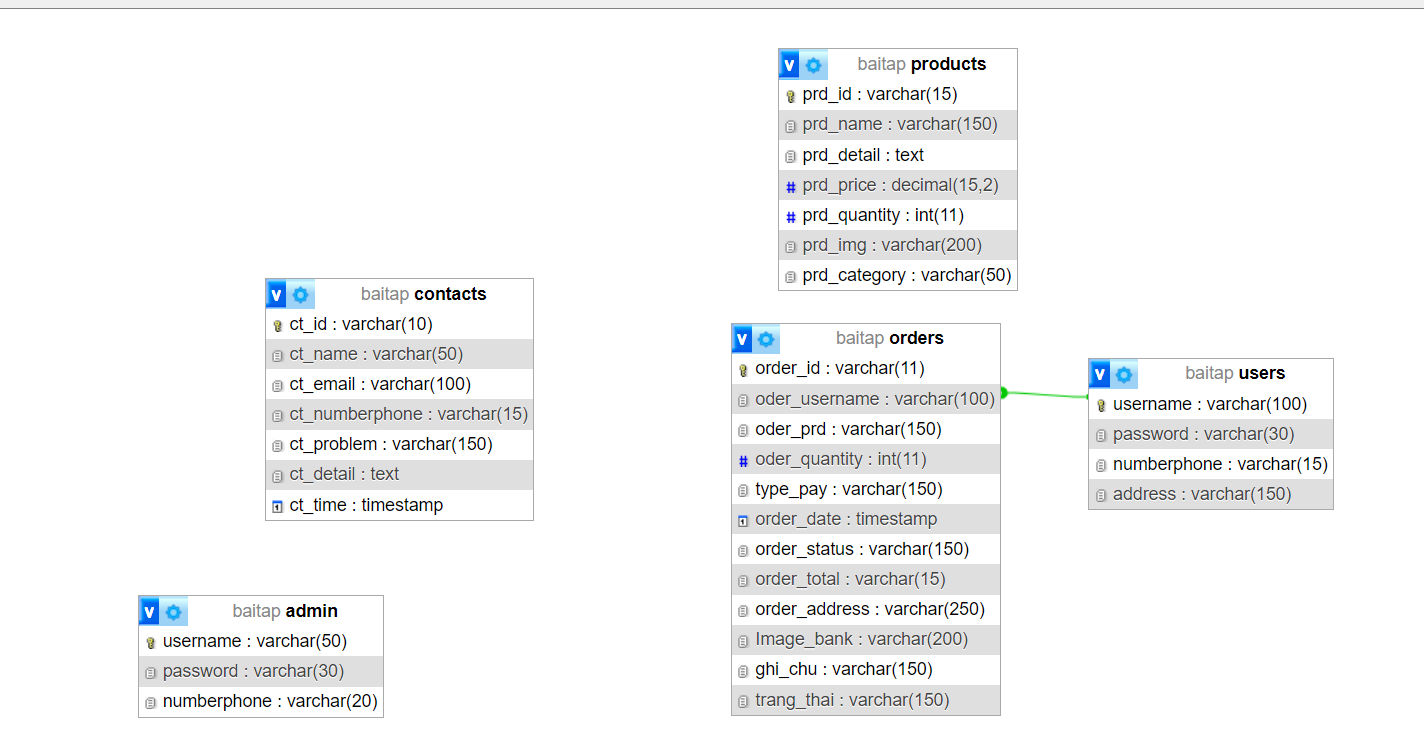 v baitap products
prd_id : varchar(15)
prd_name : varchar(150)
prd_detail : text
# prd_price : decimal(15,2)
# prd_quantity : int(11)
prd_img : varchar(200)
prd_category : varchar(50)
v baitap contacts
ct_id : varchar(10)
ct_name : varchar(50)
ct_email : varchar(100)
ct_numberphone : varchar(15)
ct_problem : varchar(150)
ct_detail : text
ct_time : timestamp
v baitap orders
order_id : varchar(11)
oder_username : varchar(100)
oder_prd : varchar(150)
# oder_quantity : int(11)
type_pay : varchar(150)
order_date : timestamp
order_status : varchar(150)
order_total : varchar(15)
order_address : varchar(250)
Image_bank : varchar(200)
ghi_chu : varchar(150)
trang_thai : varchar(150)
v baitap users
username : varchar(100)
password : varchar(30)
numberphone : varchar(15)
address : varchar(150)
v baitap admin
username : varchar(50)
password : varchar(30)
numberphone : varchar(20)